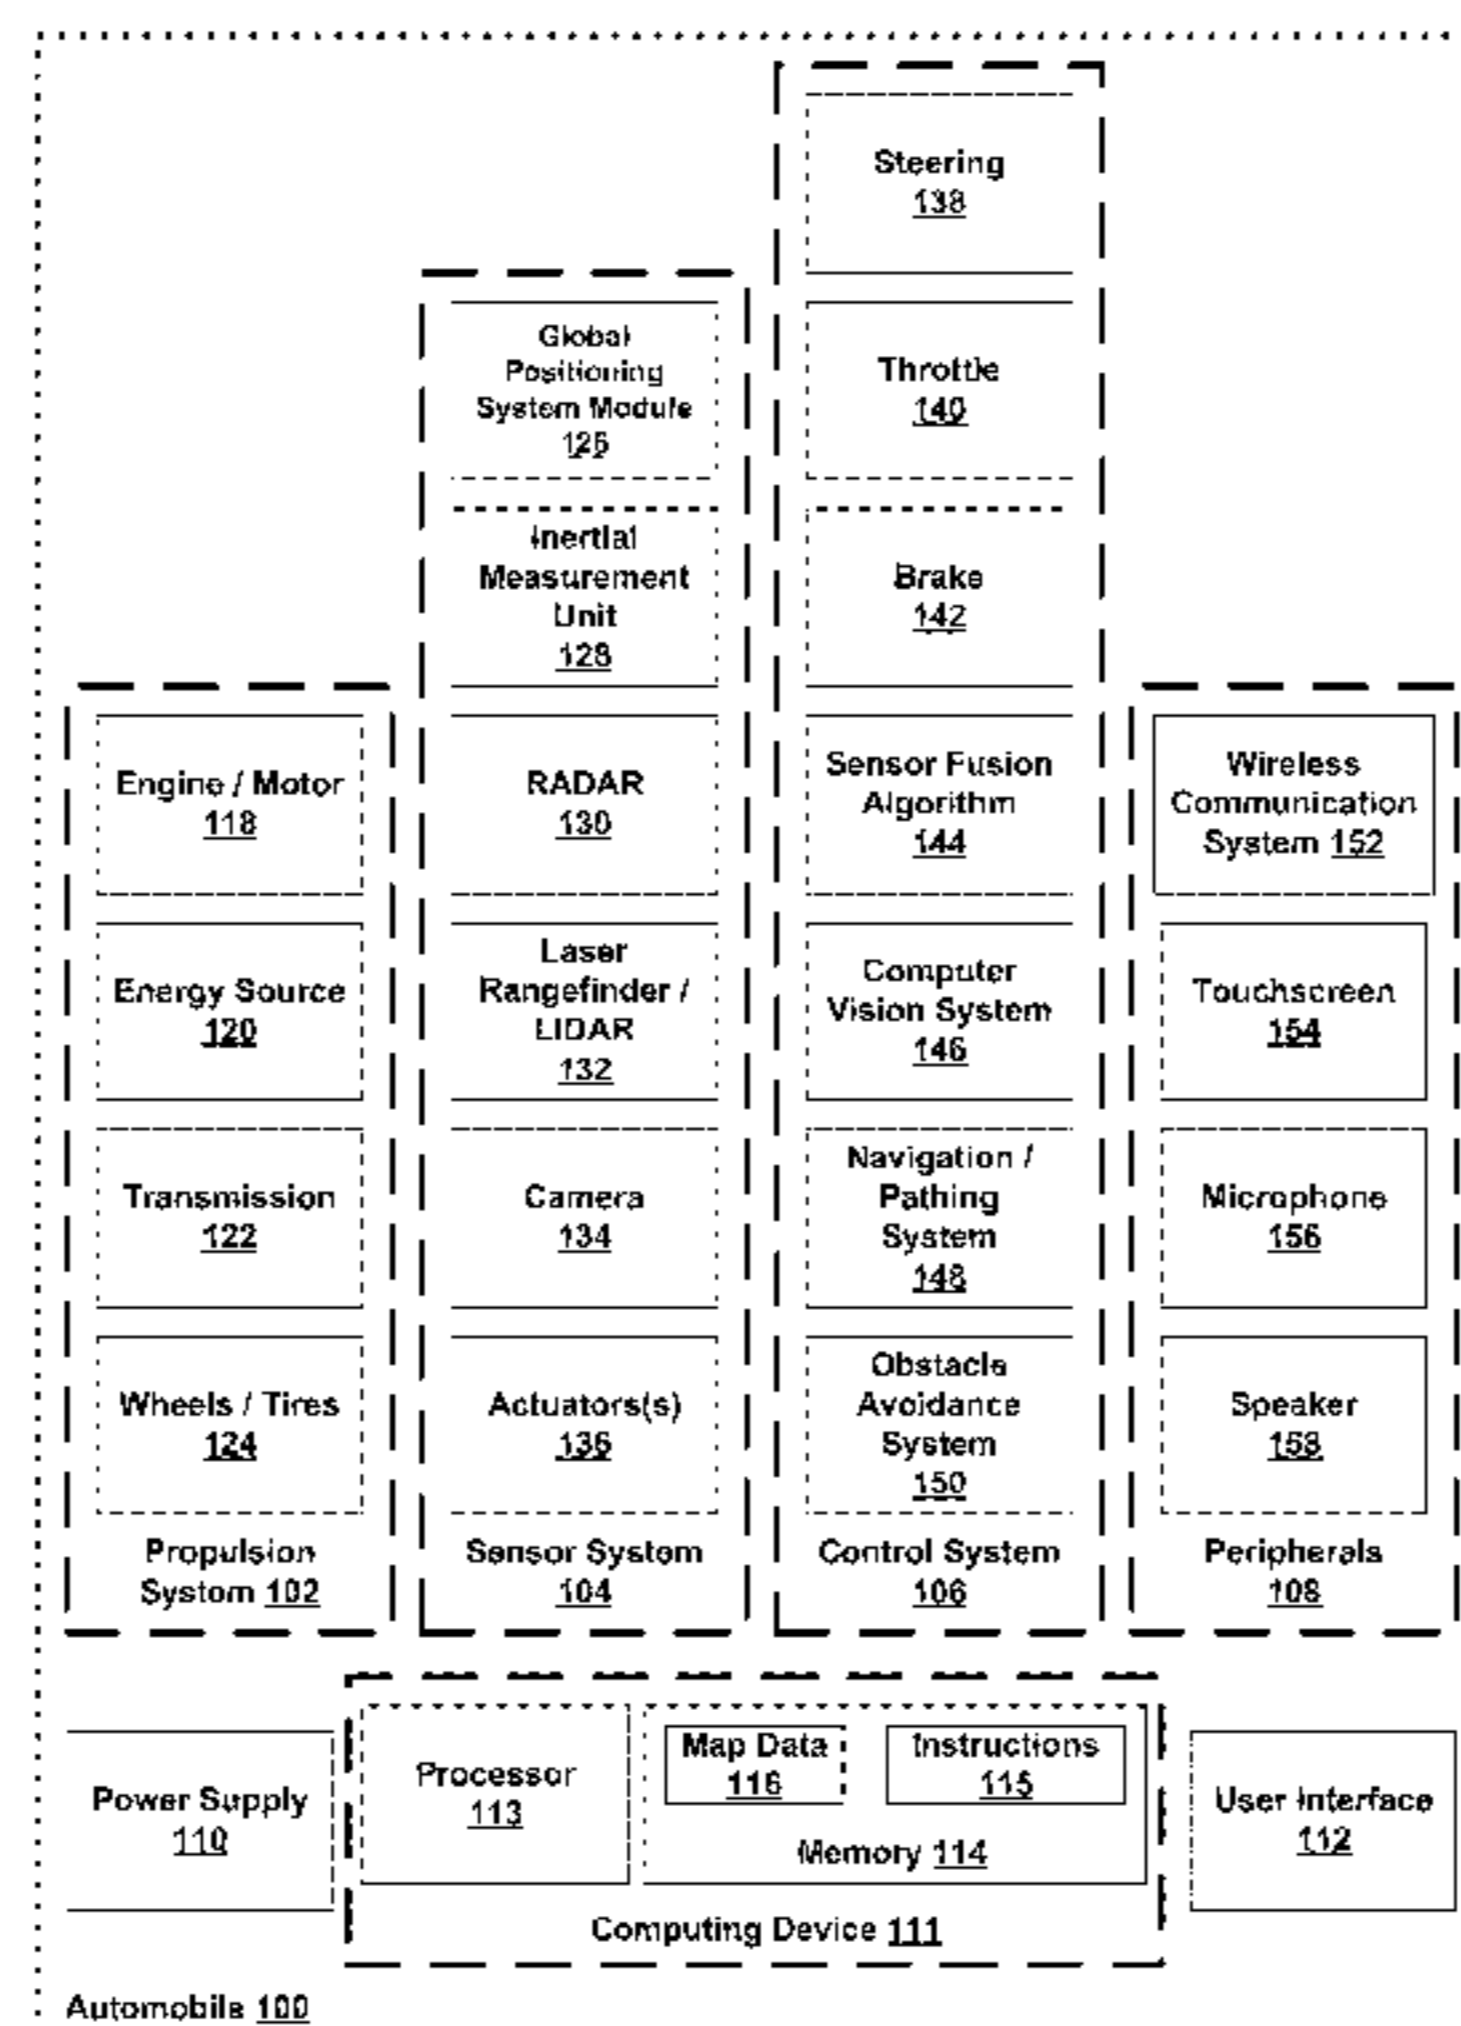 Steering
138
Global
Positioning
System Module
126
Throttle
140
Inertial
Measurement
Unit
128
Brake
142
Engine / Motor
118
RADAR
130
Sensor Fusion
Algorithm
144
Wireless
Communication
System 152
Energy Source
120
Laser
Rangefinder /
LIDAR
132
Computer
Vision System
146
Touchscreen
154
Transmission
122
Camera
134
Navigation /
Pathing
System
148
Microphone
156
Wheels / Tires
124
Actuators(s)
136
Obstacle
Avoidance
System
150
Speaker
158
Propulsion
System 102
Sensor System
104
Control System
106
Peripherals
108
Power Supply
110
Processor
113
Map Data
116
Instructions
115
Memory 114
Computing Device 111
User Interface
112
Automobile 100